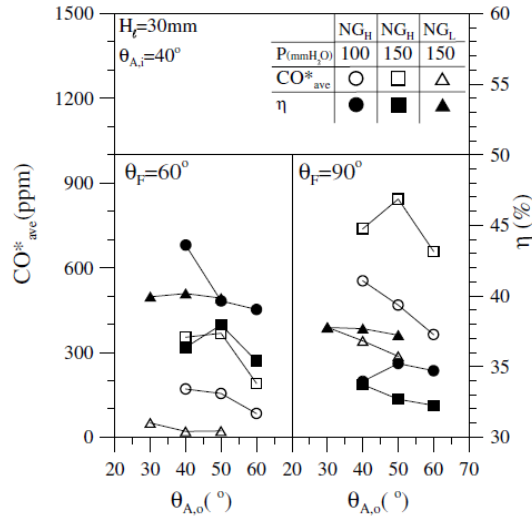 Hℓ=30mm
θA,i=40°
NGH NGH NGL
P(mmH2O) 100 150 150
CO*ave
η
θF=60°
θF=90°
1500
1200
900
600
300
0
CO*ave(ppm)
60
55
50
45
40
35
30
η (%)
20 30 40 50 60 20 30 40 50 60 70
θA,o( °) θA,o( °)